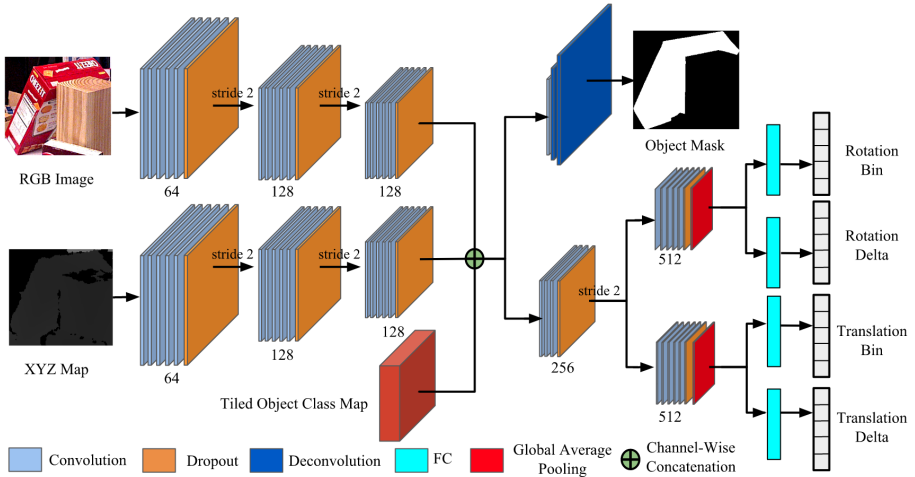 RGB Image
64
stride 2
128
stride 2
128
Object Mask
Rotation
Bin
Rotation
Delta
512
XYZ Map
64
stride 2
128
stride 2
128
256
stride 2
Translation
Bin
Translation
Delta
512
Tiled Object Class Map
Convolution
Dropout
Deconvolution
FC
Global Average
Pooling
Channel-Wise
Concatenation